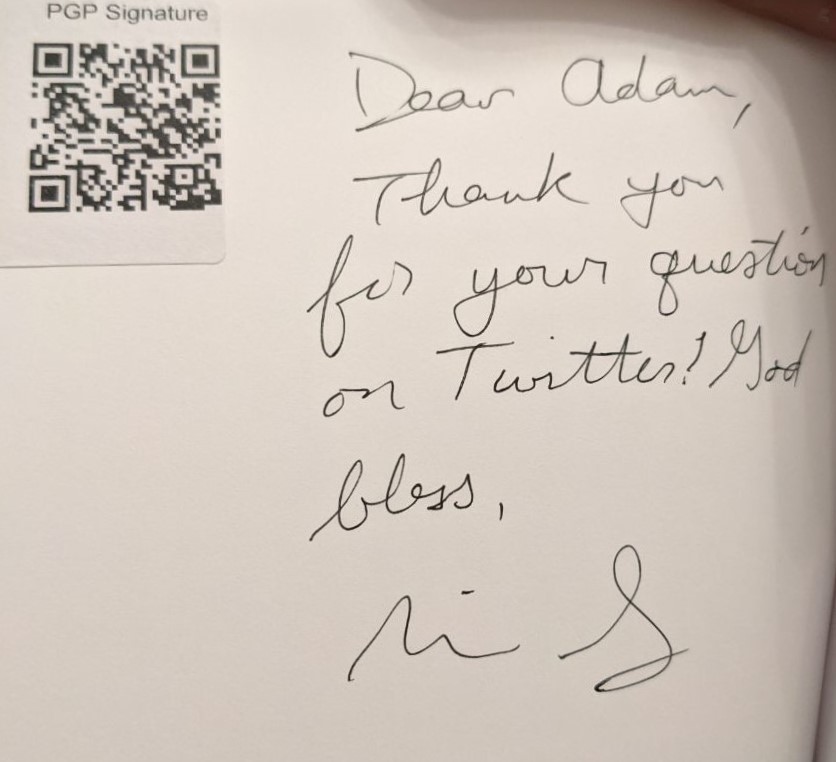 PGP Signature
Dear Adam,
Thank you
for your question
on Twitter! God
bless,